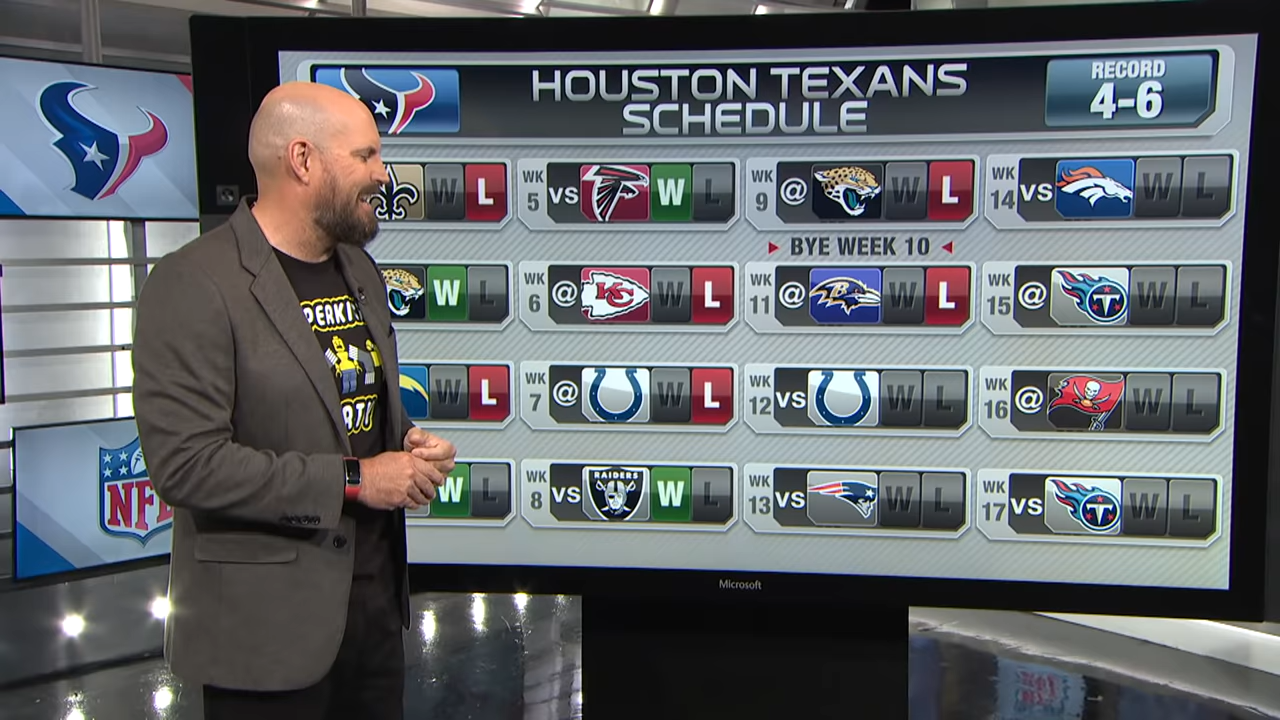 HOUSTON TEXANS
SCHEDULE
RECORD
4-6
W L
WK 5 VS W L
WK 9 @ W L
WK 14 VS W L
BYE WEEK 10
W L
WK 6 @ KC W L
WK 11 @ B W L
WK 15 @ T W L
W L
WK 7 @ W L
WK 12 VS W L
WK 16 @ W L
W L
WK 8 VS RAIDERS W L
WK 13 VS W L
WK 17 VS T W L
Microsoft
NFL